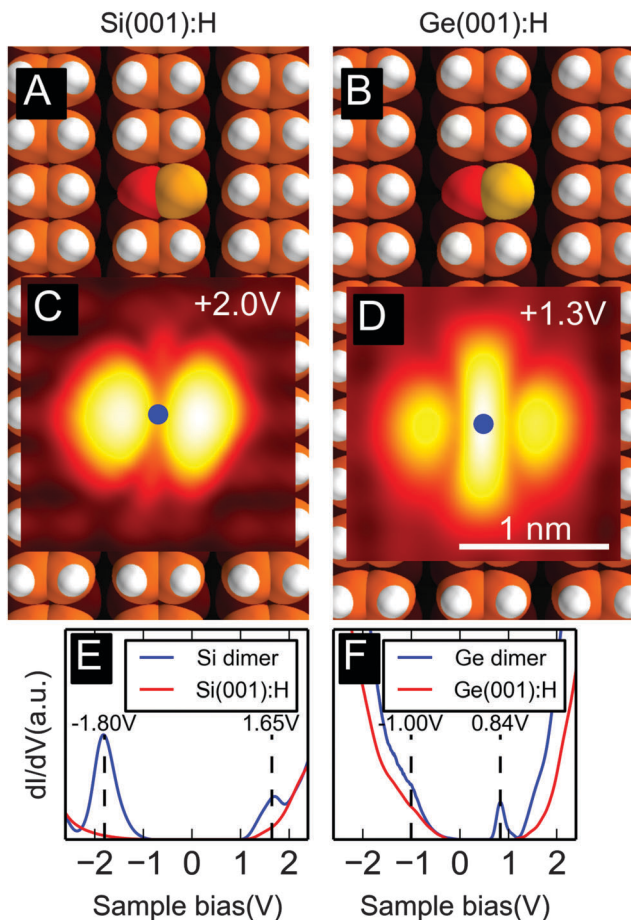 Si(001):H
Ge(001):H
A
B
C
+2.0V
D
+1.3V
1 nm
E
Si dimer
Si(001):H
-1.80V
1.65V
F
Ge dimer
Ge(001):H
-1.00V
0.84V
dI/dV(a.u.)
−2 −1 0 1 2
−2 −1 0 1 2
Sample bias(V)
Sample bias(V)